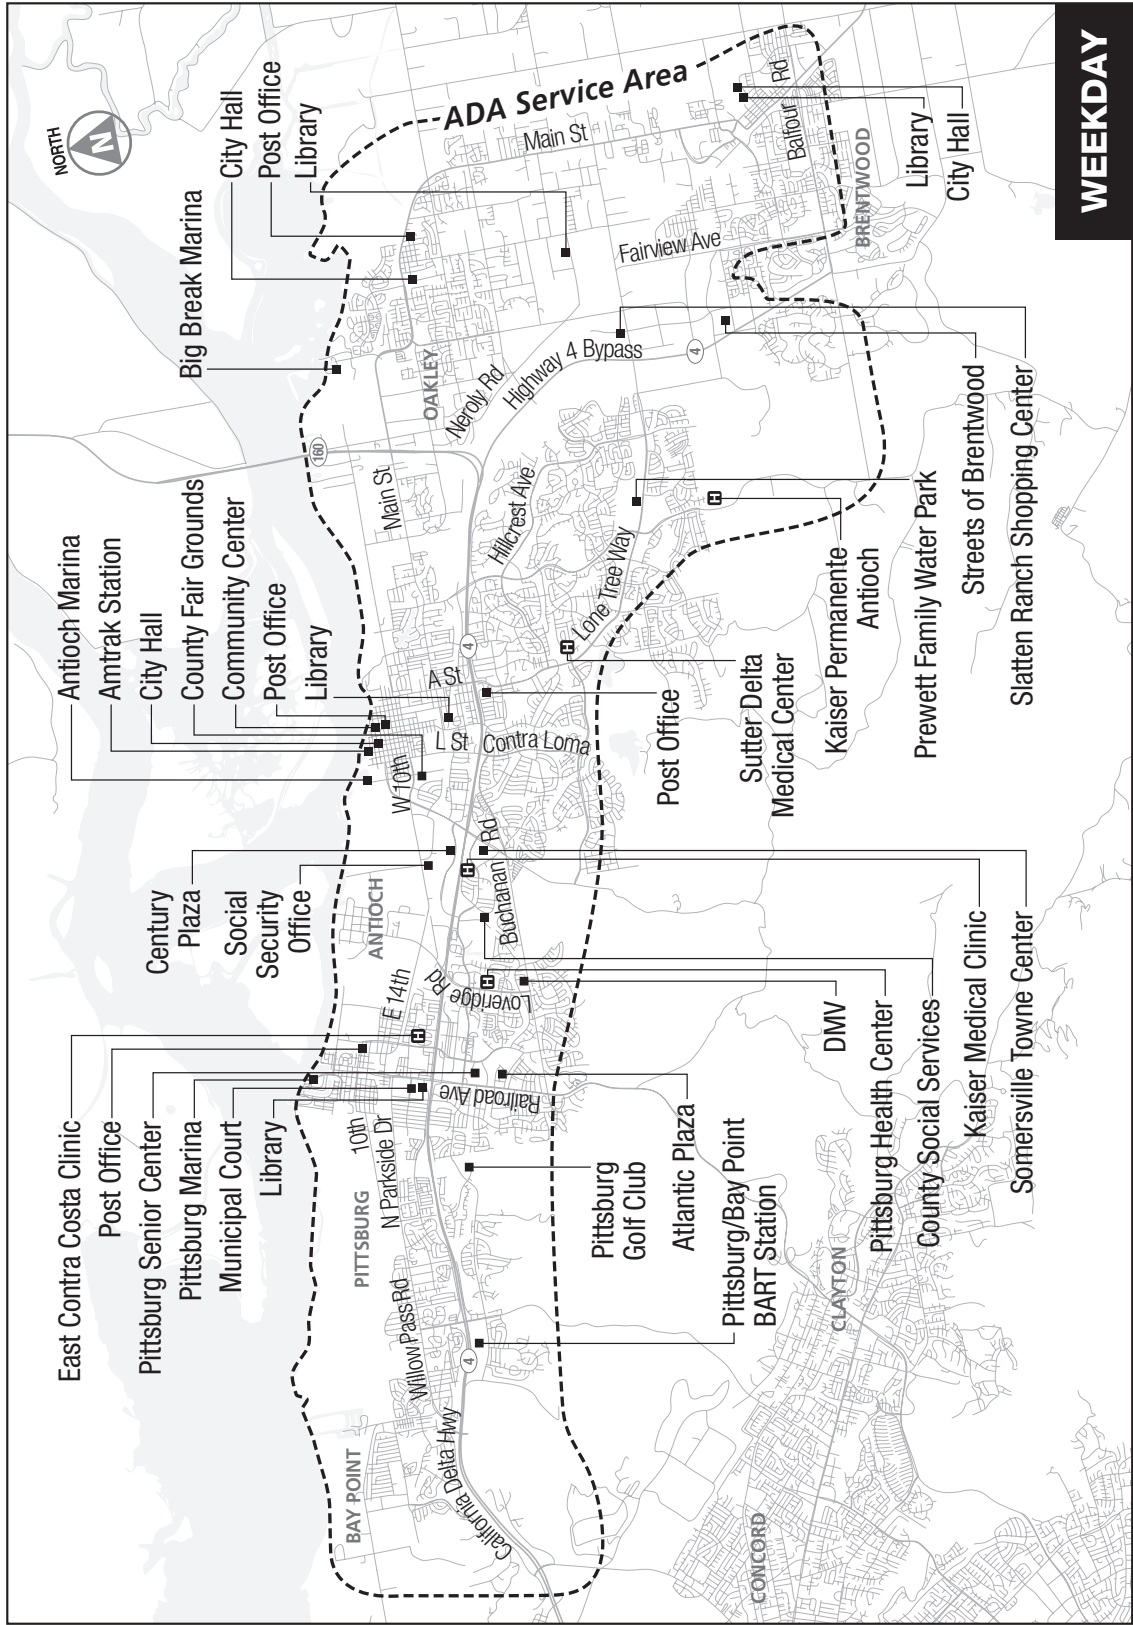 WEEKDAY
NORTH
N
ADA Service Area
East Contra Costa Clinic
Post Office
Pittsburg Senior Center
Pittsburg Marina
Municipal Court
Library
Century
Plaza
Social
Security
Office
Antioch Marina
Amtrak Station
City Hall
County Fair Grounds
Community Center
Post Office
Library
Big Break Marina
City Hall
Post Office
Library
BAY POINT
PITTSBURG
ANTIOCH
OAKLEY
BRENTWOOD
CLAYTON
CONCORD
California Delta Hwy
Willow Pass Rd
N Parkside Dr
10th
Railroad Ave
E 14th
Loveridge Rd
Buchanan Rd
W 10th
L St
Contra Loma
A St
Main St
Hillcrest Ave
Lone Tree Way
Neroly Rd
Highway 4 Bypass
Fairview Ave
Main St
Balfour Rd
4
4
160
4
H
H
H
H
H
Pittsburg/Bay Point
BART Station
Pittsburg
Golf Club
Atlantic Plaza
DMV
Pittsburg Health Center
County Social Services
Kaiser Medical Clinic
Somersville Towne Center
Post Office
Sutter Delta
Medical Center
Kaiser Permanente
Antioch
Prewett Family Water Park
Streets of Brentwood
Slatten Ranch Shopping Center
Library
City Hall